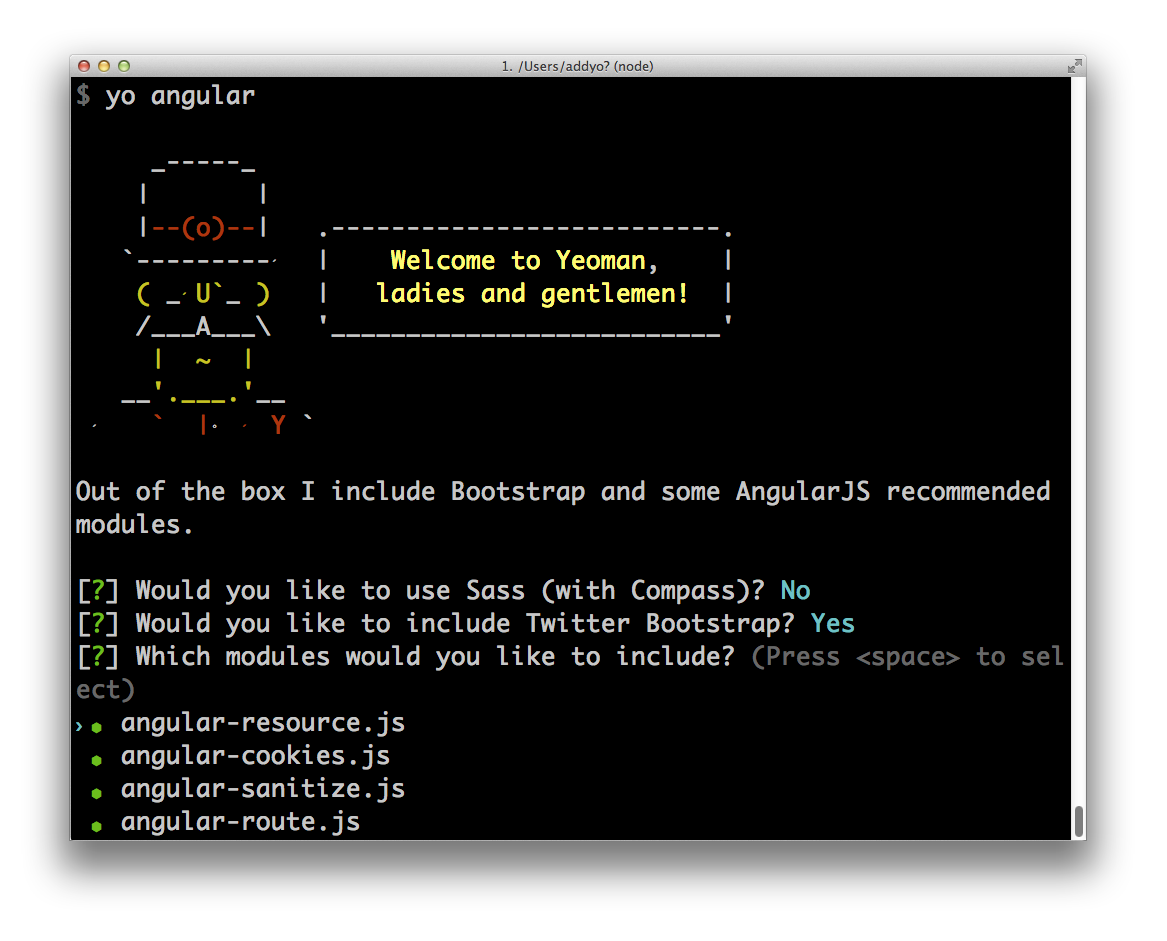 1. /Users/addyo? (node)
$ yo angular
     _-----_
    |       |
    |--(o)--|   .--------------------------.
   `---------´  |    Welcome to Yeoman,    |
    ( _´U`_ )   |   ladies and gentlemen!  |
    /___A___\   '__________________________'
     |  ~  |
   __'.___.'__
 ´   `  |° ´ Y `
Out of the box I include Bootstrap and some AngularJS recommended
modules.
[?] Would you like to use Sass (with Compass)? No
[?] Would you like to include Twitter Bootstrap? Yes
[?] Which modules would you like to include? (Press <space> to sel
ect)
›⬢ angular-resource.js
 ⬢ angular-cookies.js
 ⬢ angular-sanitize.js
 ⬢ angular-route.js